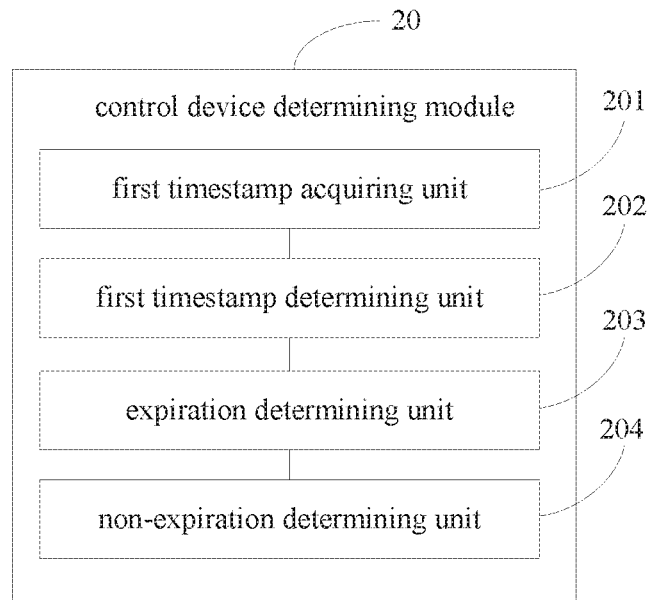 20
control device determining module
201
first timestamp acquiring unit
202
first timestamp determining unit
203
expiration determining unit
204
non-expiration determining unit